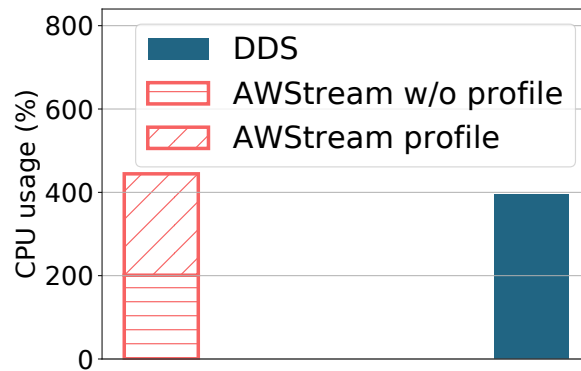 800
600
400
200
0
CPU usage (%)
DDS
AWStream w/o profile
AWStream profile